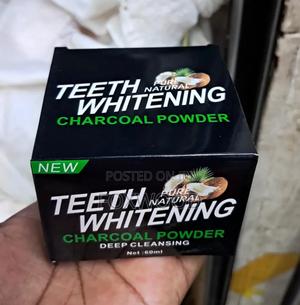 TEETH
PURE
NATURAL
WHITENING
CHARCOAL POWDER
NEW
POSTED ON
TEETH
PURE
NATURAL
WHITENING
CHARCOAL POWDER
DEEP CLEANSING
Net :60ml